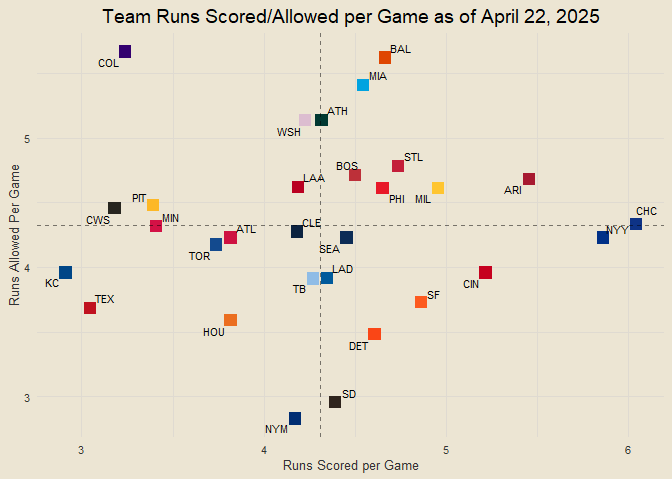 Team Runs Scored/Allowed per Game as of April 22, 2025
BAL
COL
MIA
ATH
WSH
5
STL
BOS
LAA
ARI
PIT
PHI
MIL
CHC
CWS
MIN
CLE
ATL
NYY
SEA
TOR
4
LAD
KC
TB
CIN
TEX
SF
HOU
DET
3
SD
NYM
3
4
5
6
Runs Scored per Game
Runs Allowed Per Game